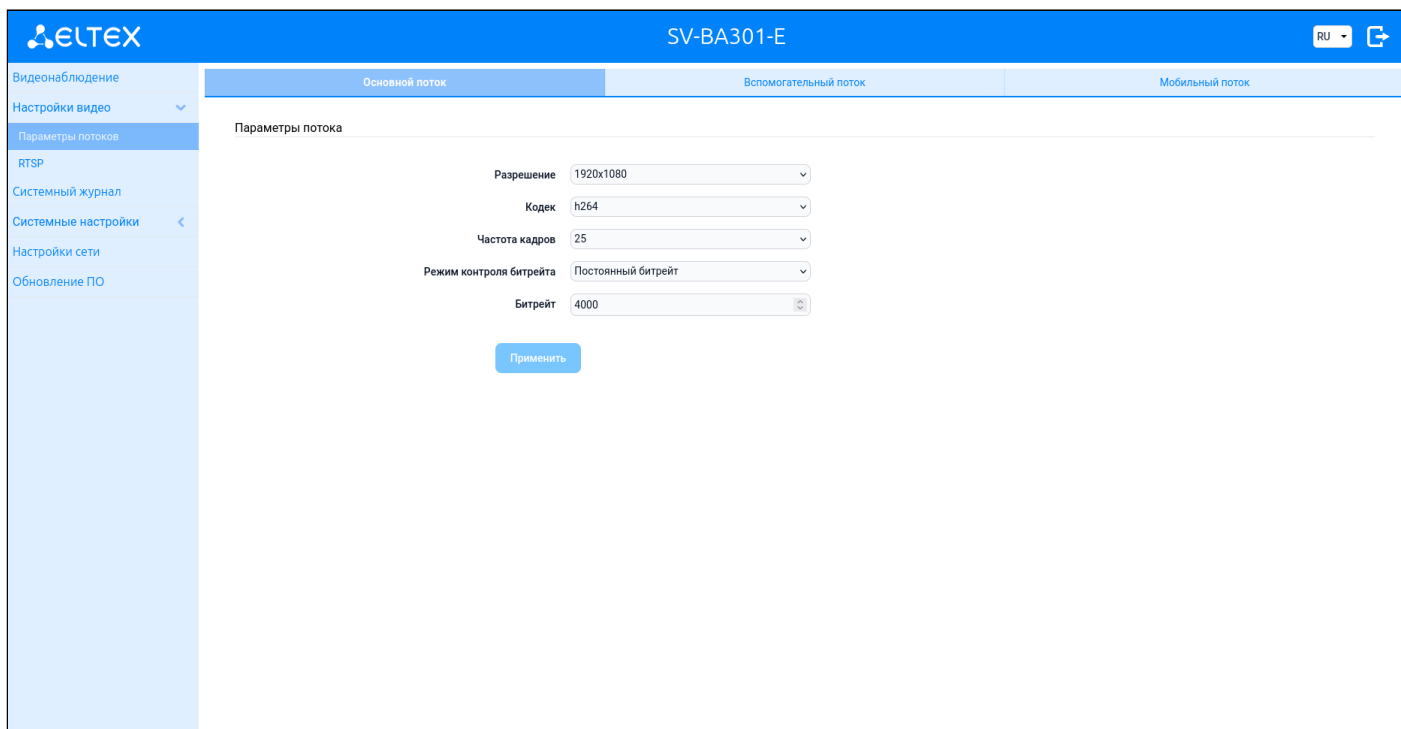 ELTEX
SV-BA301-E
RU
Видеонаблюдение
Настройки видео
Параметры потоков
RTSP
Системный журнал
Системные настройки
Настройки сети
Обновление ПО
Основной поток
Вспомогательный поток
Мобильный поток
Параметры потока
Разрешение 1920x1080
Кодек h264
Частота кадров 25
Режим контроля битрейта Постоянный битрейт
Битрейт 4000
Применить